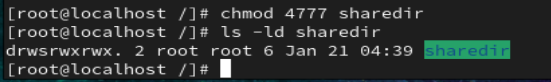 [root@localhost /]# chmod 4777 sharedir
[root@localhost /]# ls -ld sharedir
drwsrwxrwx. 2 root root 6 Jan 21 04:39 sharedir
[root@localhost /]#